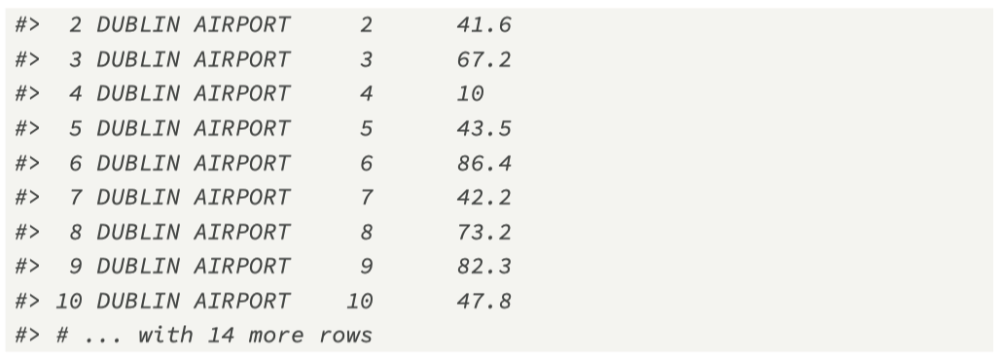 #>  2 DUBLIN AIRPORT     2      41.6
#>  3 DUBLIN AIRPORT     3      67.2
#>  4 DUBLIN AIRPORT     4      10
#>  5 DUBLIN AIRPORT     5      43.5
#>  6 DUBLIN AIRPORT     6      86.4
#>  7 DUBLIN AIRPORT     7      42.2
#>  8 DUBLIN AIRPORT     8      73.2
#>  9 DUBLIN AIRPORT     9      82.3
#> 10 DUBLIN AIRPORT    10      47.8
#> # ... with 14 more rows